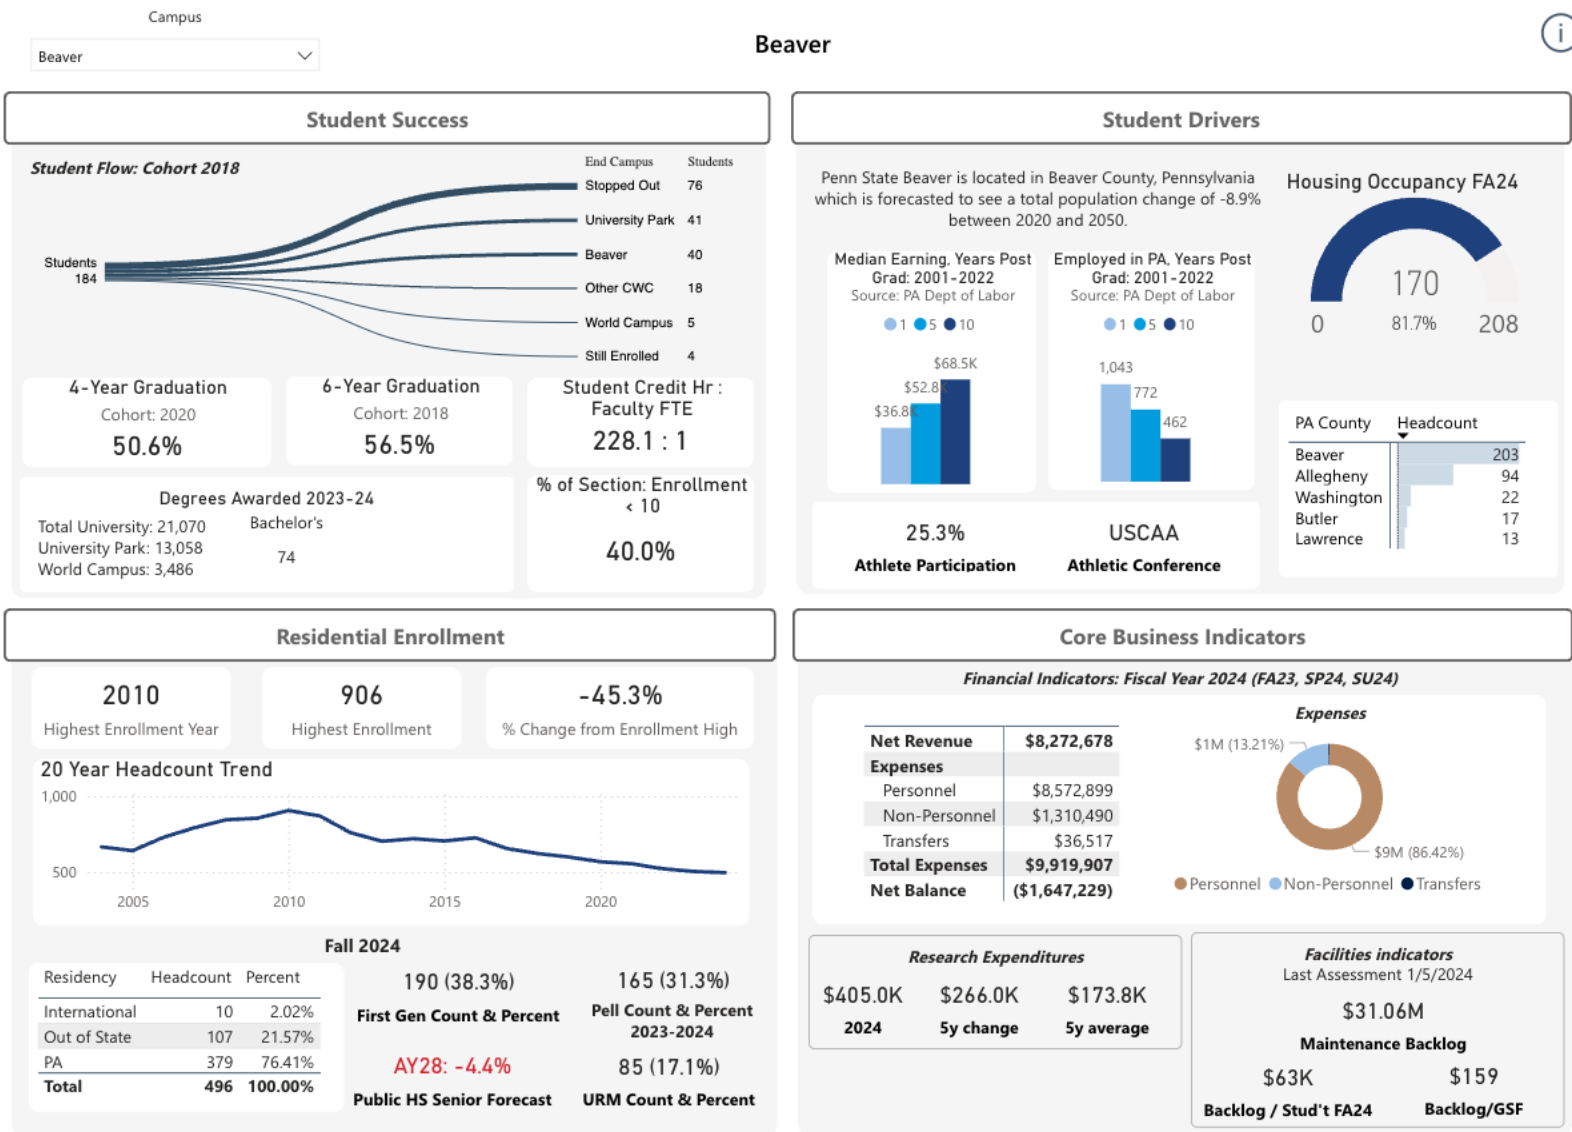 Campus
Beaver
Beaver
i
Student Success
Student Flow: Cohort 2018
End Campus Students
Stopped Out 76
University Park 41
Beaver 40
Students
184
Other CWC 18
World Campus 5
Still Enrolled 4
4-Year Graduation
Cohort: 2020
50.6%
6-Year Graduation
Cohort: 2018
56.5%
Student Credit Hr :
Faculty FTE
228.1 : 1
Degrees Awarded 2023-24
Total University: 21,070
University Park: 13,058
World Campus: 3,486
Bachelor's
74
% of Section: Enrollment
< 10
40.0%
Student Drivers
Penn State Beaver is located in Beaver County, Pennsylvania
which is forecasted to see a total population change of -8.9%
between 2020 and 2050.
Housing Occupancy FA24
170
0 81.7% 208
Median Earning, Years Post
Grad: 2001-2022
Source: PA Dept of Labor
1 5 10
$68.5K
$52.8K
$36.8K
Employed in PA, Years Post
Grad: 2001-2022
Source: PA Dept of Labor
1 5 10
1,043
772
462
PA County Headcount
Beaver 203
Allegheny 94
Washington 22
Butler 17
Lawrence 13
25.3%
Athlete Participation
USCAA
Athletic Conference
Residential Enrollment
2010
Highest Enrollment Year
906
Highest Enrollment
-45.3%
% Change from Enrollment High
20 Year Headcount Trend
1,000
500
2005 2010 2015 2020
Fall 2024
Residency Headcount Percent
International 10 2.02%
Out of State 107 21.57%
PA 379 76.41%
Total 496 100.00%
190 (38.3%)
First Gen Count & Percent
165 (31.3%)
Pell Count & Percent
2023-2024
AY28: -4.4%
Public HS Senior Forecast
85 (17.1%)
URM Count & Percent
Core Business Indicators
Financial Indicators: Fiscal Year 2024 (FA23, SP24, SU24)
Net Revenue $8,272,678
Expenses
Personnel $8,572,899
Non-Personnel $1,310,490
Transfers $36,517
Total Expenses $9,919,907
Net Balance ($1,647,229)
Expenses
$1M (13.21%)
$9M (86.42%)
Personnel Non-Personnel Transfers
Research Expenditures
$405.0K $266.0K $173.8K
2024 5y change 5y average
Facilities indicators
Last Assessment 1/5/2024
$31.06M
Maintenance Backlog
$63K $159
Backlog / Stud't FA24 Backlog/GSF